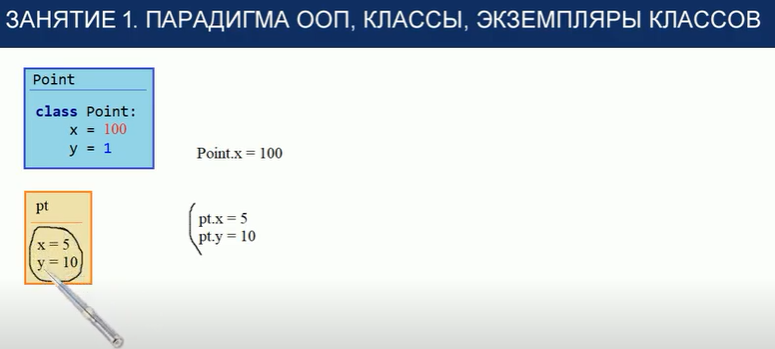 ЗАНЯТИЕ 1. ПАРАДИГМА ООП, КЛАССЫ, ЭКЗЕМПЛЯРЫ КЛАССОВ
Point
class Point:
x = 100
y = 1
Point.x = 100
pt
x = 5
y = 10
pt.x = 5
pt.y = 10